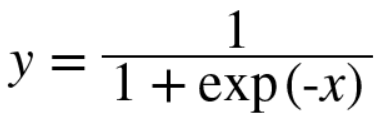 y = 1 / (1 + exp(-x))